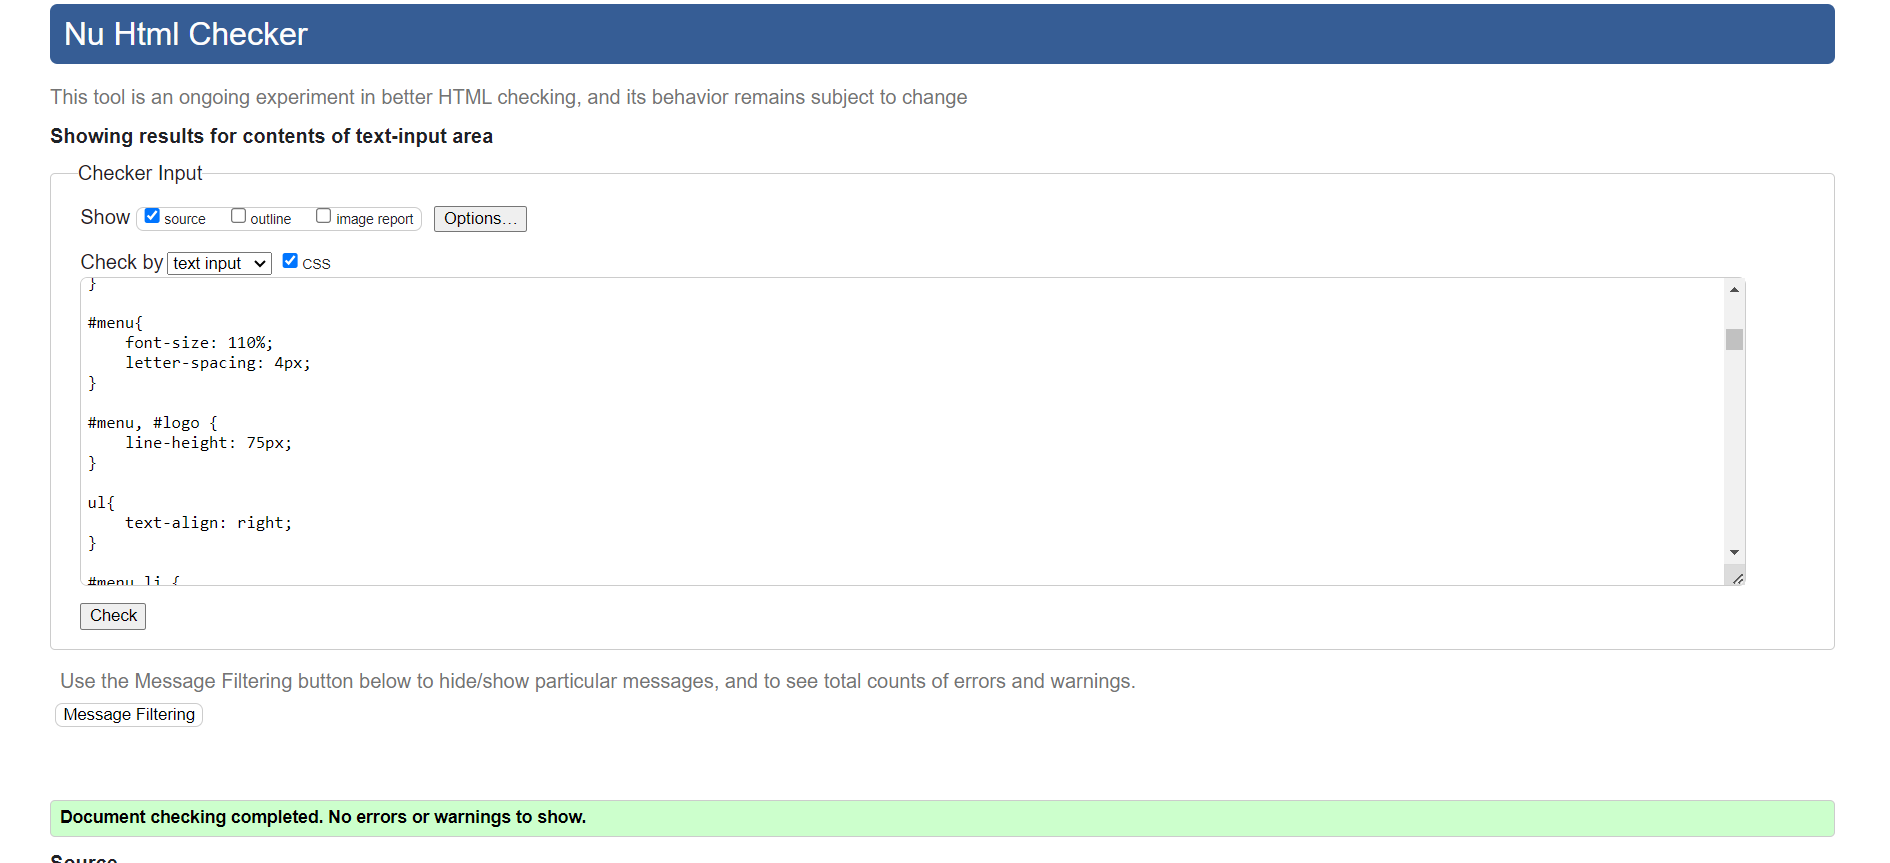 Nu Html Checker
This tool is an ongoing experiment in better HTML checking, and its behavior remains subject to change
Showing results for contents of text-input area
Checker Input
Show source outline image report Options...
Check by text input CSS
}
#menu{
    font-size: 110%;
    letter-spacing: 4px;
}
#menu, #logo {
    line-height: 75px;
}
ul{
    text-align: right;
}
#menu li {
Check
Use the Message Filtering button below to hide/show particular messages, and to see total counts of errors and warnings.
Message Filtering
Document checking completed. No errors or warnings to show.
Source